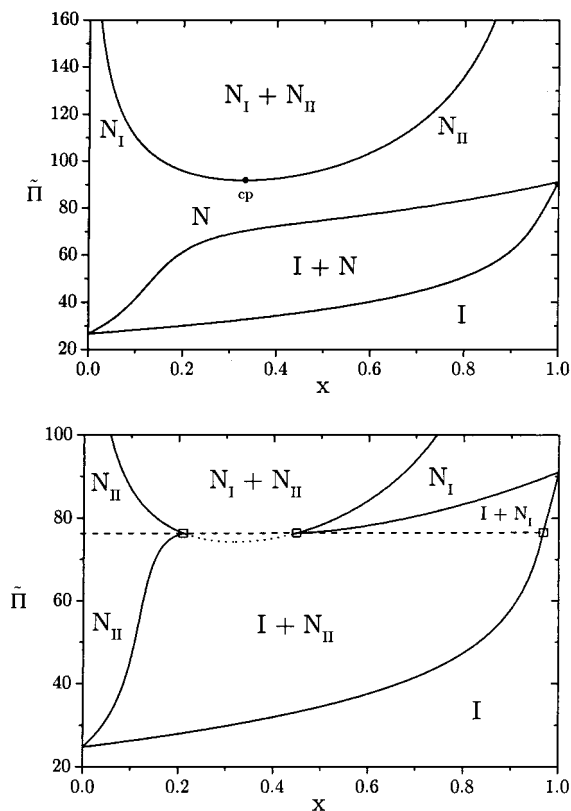 160
140
120
100
80
60
40
20
Π̃
N_I + N_II
N_I
N_II
cp
N
I + N
I
0.0 0.2 0.4 0.6 0.8 1.0
x
100
80
60
40
20
Π̃
N_II
N_I + N_II
N_I
I + N_I
N_II
I + N_II
I
0.0 0.2 0.4 0.6 0.8 1.0
x